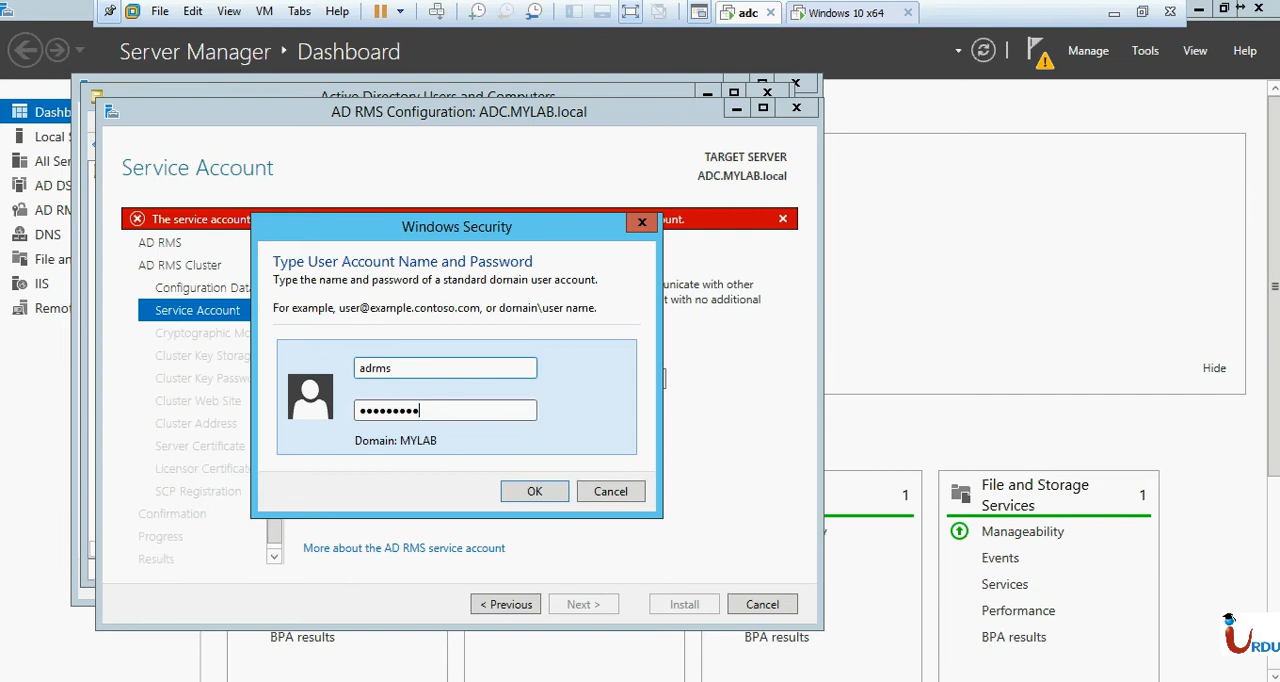 File Edit View VM Tabs Help adc Windows 10 x64
Server Manager Dashboard Manage Tools View Help
Active Directory Users and Computers
AD RMS Configuration: ADC.MYLAB.local
Dashb
Local S
All Ser
AD DS
AD RM
DNS
File an
IIS
Remot
Service Account
TARGET SERVER
ADC.MYLAB.local
The service account
unt.
AD RMS
AD RMS Cluster
Configuration Data
Service Account
Cryptographic Mo
Cluster Key Storag
Cluster Key Passwo
Cluster Web Site
Cluster Address
Server Certificate
Licensor Certificat
SCP Registration
Confirmation
Progress
Results
Windows Security
Type User Account Name and Password
Type the name and password of a standard domain user account.
For example, user@example.contoso.com, or domain\user name.
adrms
•••••••••
Domain: MYLAB
OK Cancel
unicate with other
t with no additional
More about the AD RMS service account
< Previous Next > Install Cancel
Hide
1
File and Storage
Services
1
Manageability
Events
Services
Performance
BPA results
BPA results
BPA results
URDU